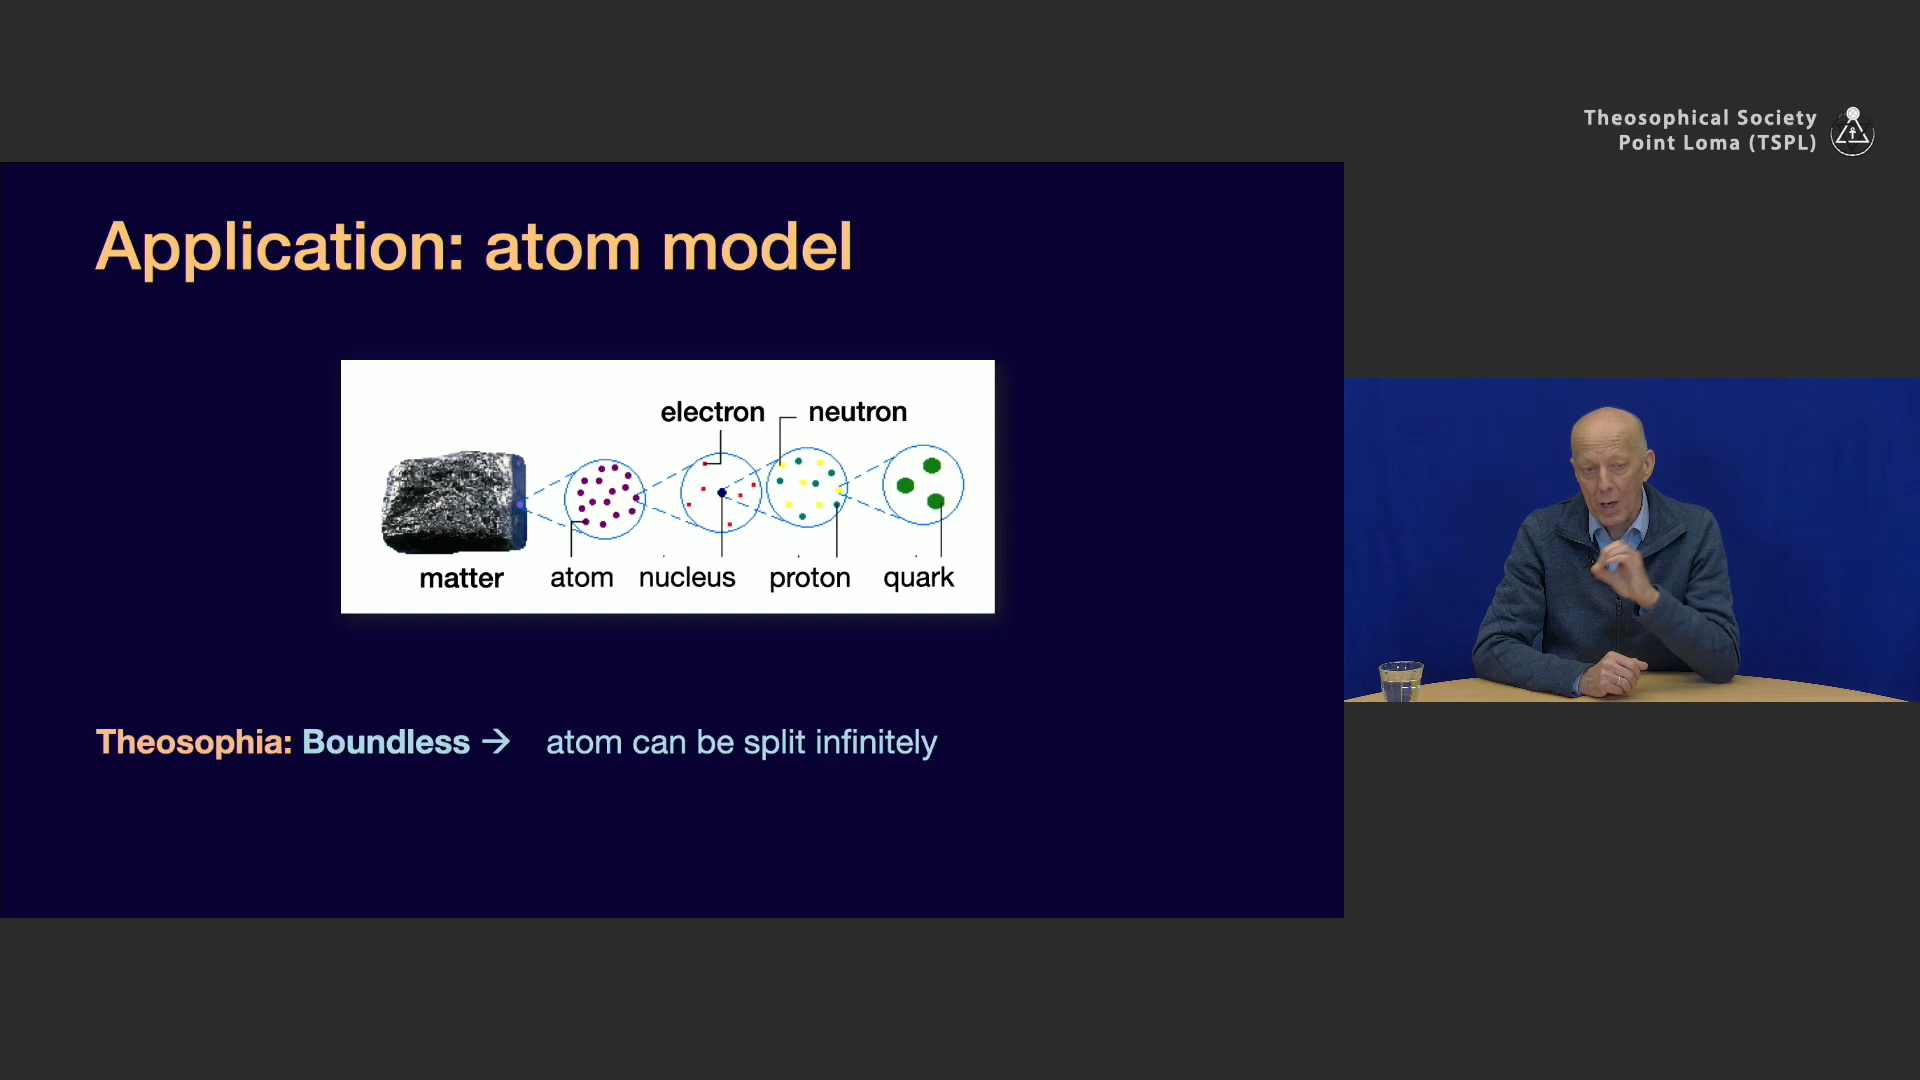 Theosophical Society
Point Loma (TSPL)
Application: atom model
electron neutron
matter atom nucleus proton quark
Theosophia: Boundless → atom can be split infinitely